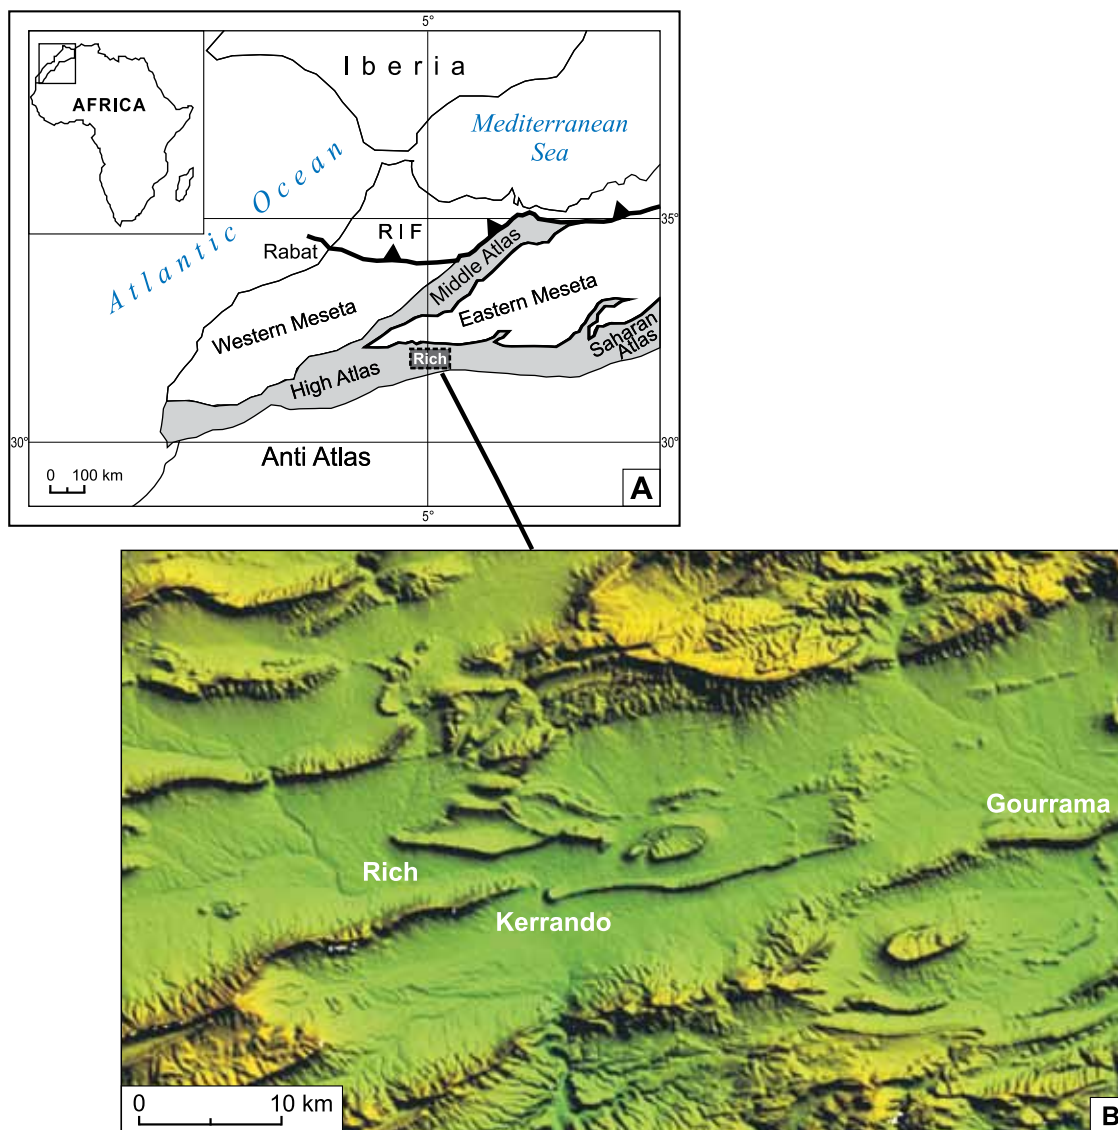 5°
Iberia
AFRICA
Mediterranean
Sea
Atlantic Ocean
35°
RIF
Rabat
Middle Atlas
Eastern Meseta
Western Meseta
Saharan
Atlas
Rich
High Atlas
30°
30°
Anti Atlas
0 100 km
A
5°
Gourrama
Rich
Kerrando
0 10 km
B